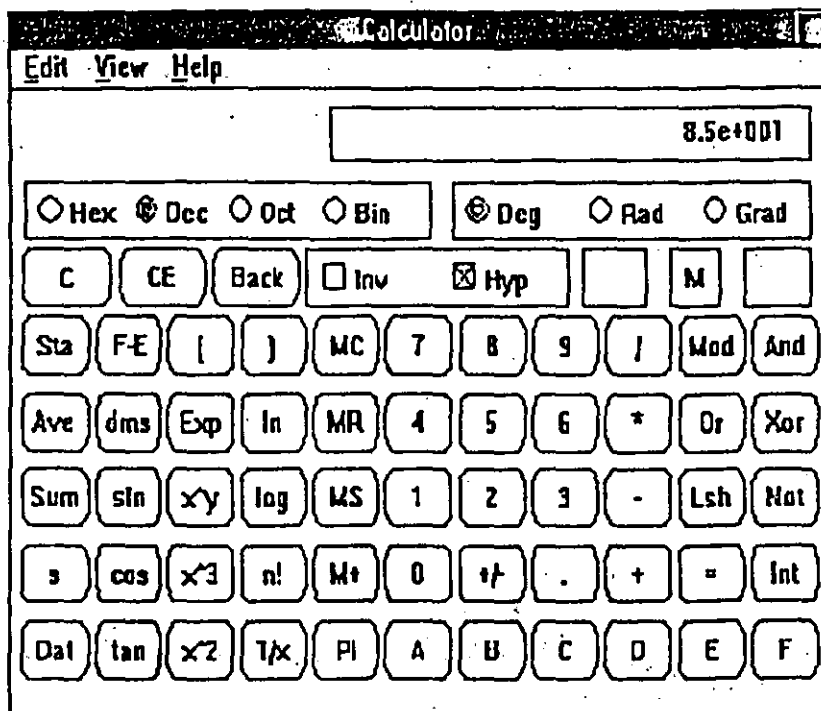 Calculator
Edit View Help
8.5e+001
Hex Dec Oct Bin Deg Rad Grad
C CE Back Inv Hyp M
Sta F-E ( ) MC 7 8 9 / Mod And
Ave dms Exp ln MR 4 5 6 * Or Xor
Sum sin x^y log MS 1 2 3 - Lsh Not
s cos x^3 n! M+ 0 +/- . + = Int
Dat tan x^2 1/x PI A B C D E F